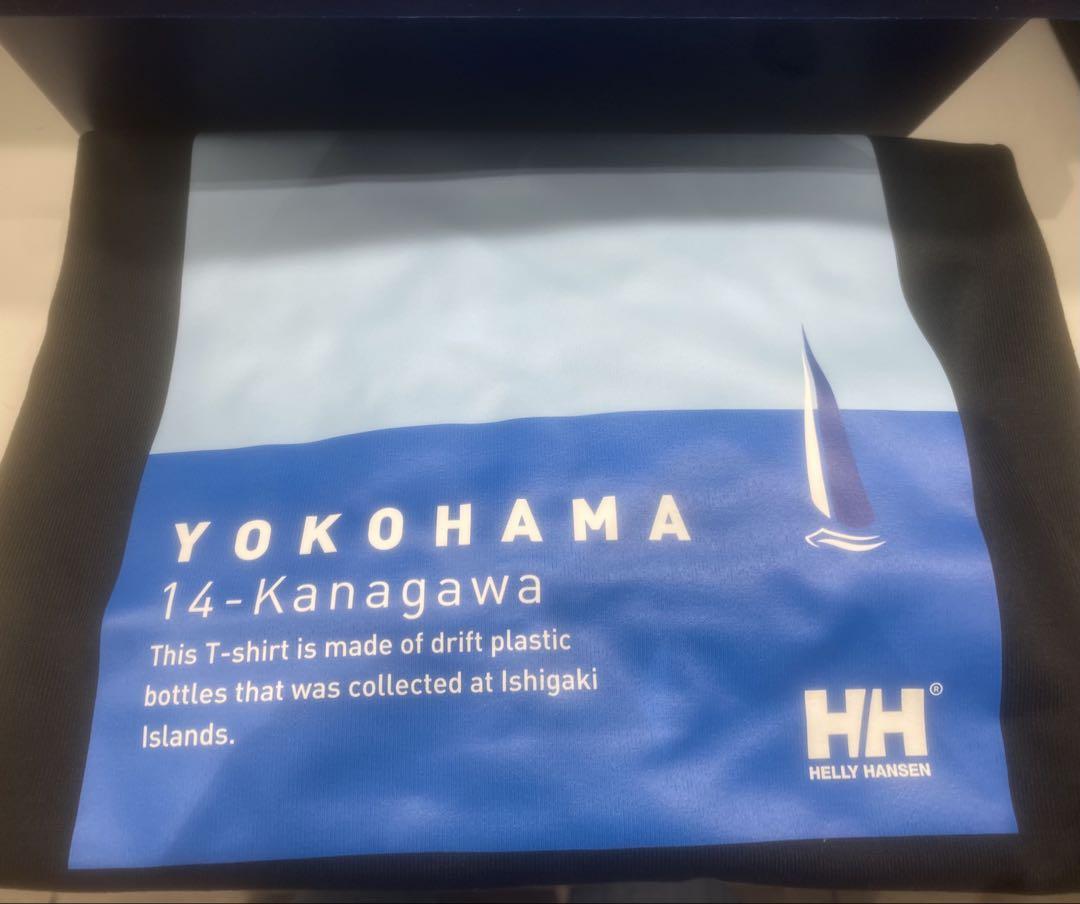 YOKOHAMA
14-Kanagawa
This T-shirt is made of drift plastic
bottles that was collected at Ishigaki
Islands.
HH®
HELLY HANSEN